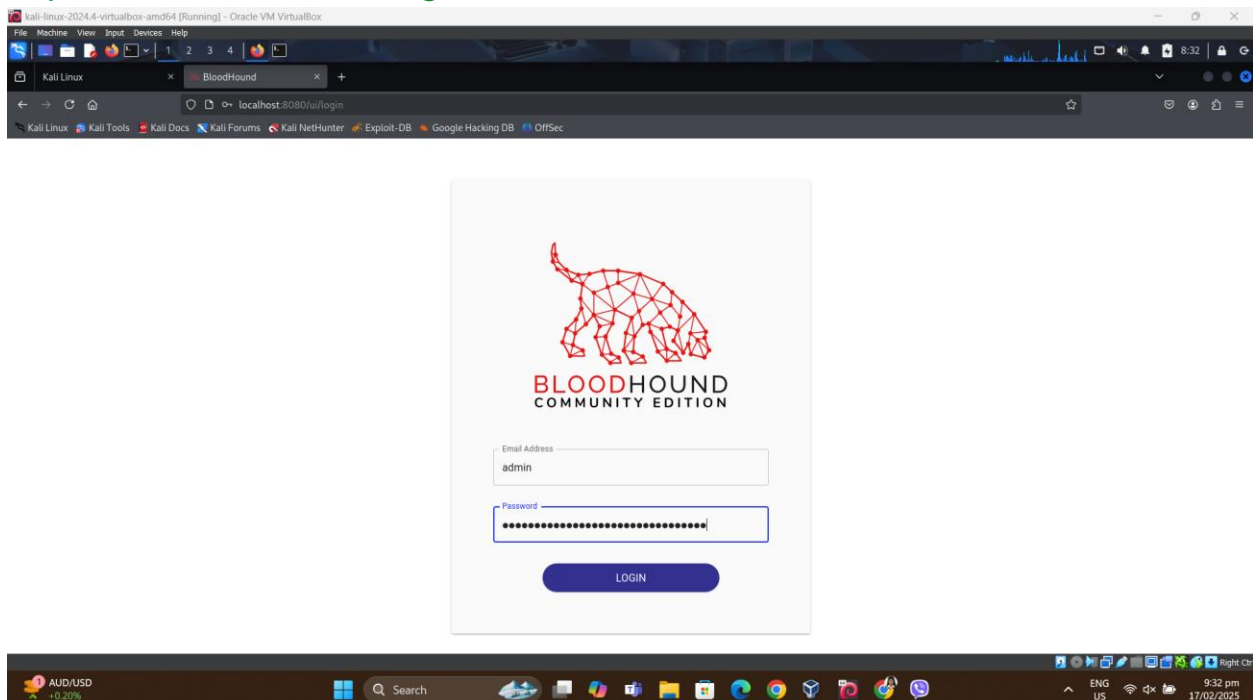 kali-linux-2024.4-virtualbox-amd64 [Running] - Oracle VM VirtualBox
File Machine View Input Devices Help
1 2 3 4 8:32
Kali Linux BloodHound
localhost:8080/ui/login
Kali Linux Kali Tools Kali Docs Kali Forums Kali NetHunter Exploit-DB Google Hacking DB OffSec
BLOODHOUND
COMMUNITY EDITION
Email Address
admin
Password
••••••••••••••••••••••••••••••••
LOGIN
Right Ctrl
AUD/USD
+0.20%
Search
ENG
US
9:32 pm
17/02/2025